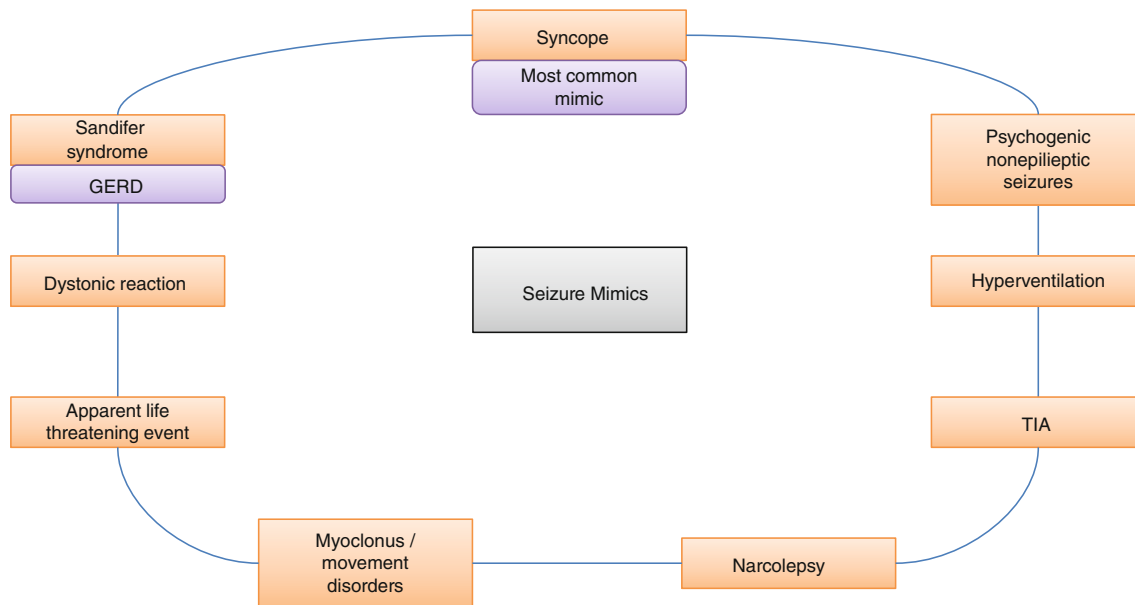 Syncope
Most common
mimic
Sandifer
syndrome
GERD
Psychogenic
nonepilieptic
seizures
Dystonic reaction
Seizure Mimics
Hyperventilation
Apparent life
threatening event
TIA
Myoclonus /
movement
disorders
Narcolepsy